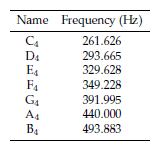 Name Frequency (Hz)
C4 261.626
D4 293.665
E4 329.628
F4 349.228
G4 391.995
A4 440.000
B4 493.883